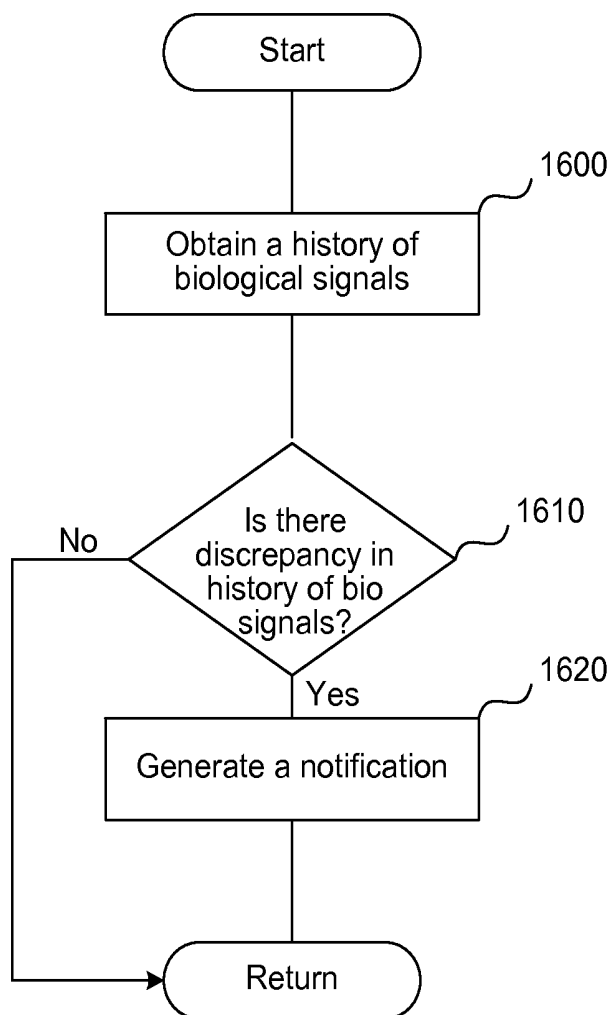 Start
1600
Obtain a history of
biological signals
1610
No
Is there
discrepancy in
history of bio
signals?
Yes
1620
Generate a notification
Return